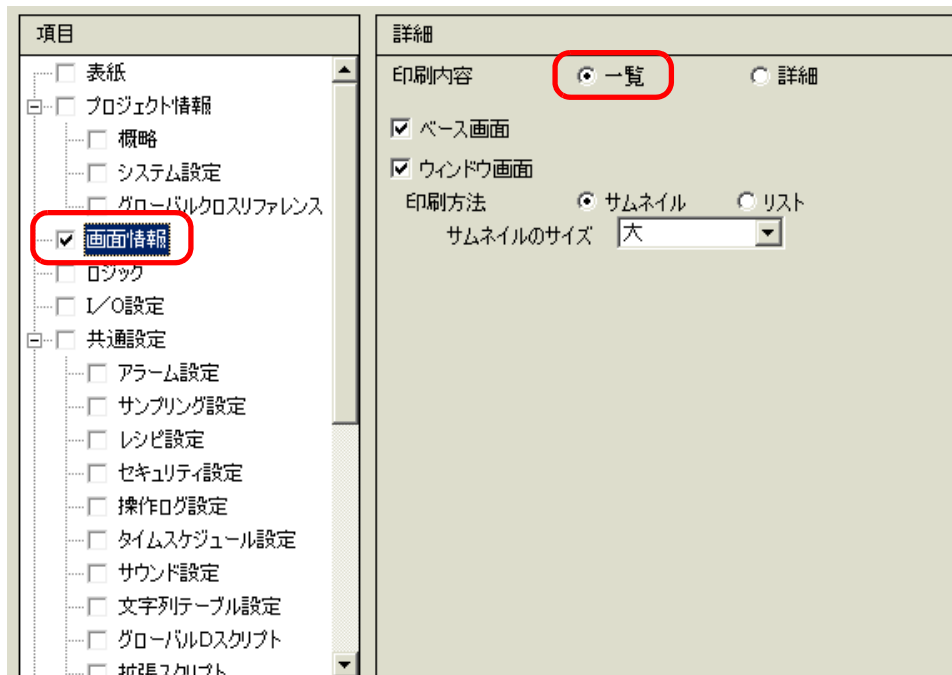 項目
表紙
プロジェクト情報
概略
システム設定
グローバルクロスリファレンス
画面情報
ロジック
I/O設定
共通設定
アラーム設定
サンプリング設定
レシピ設定
セキュリティ設定
操作ログ設定
タイムスケジュール設定
サウンド設定
文字列テーブル設定
グローバルDスクリプト
拡張スクリプト
詳細
印刷内容 一覧 詳細
ベース画面
ウィンドウ画面
印刷方法 サムネイル リスト
サムネイルのサイズ 大